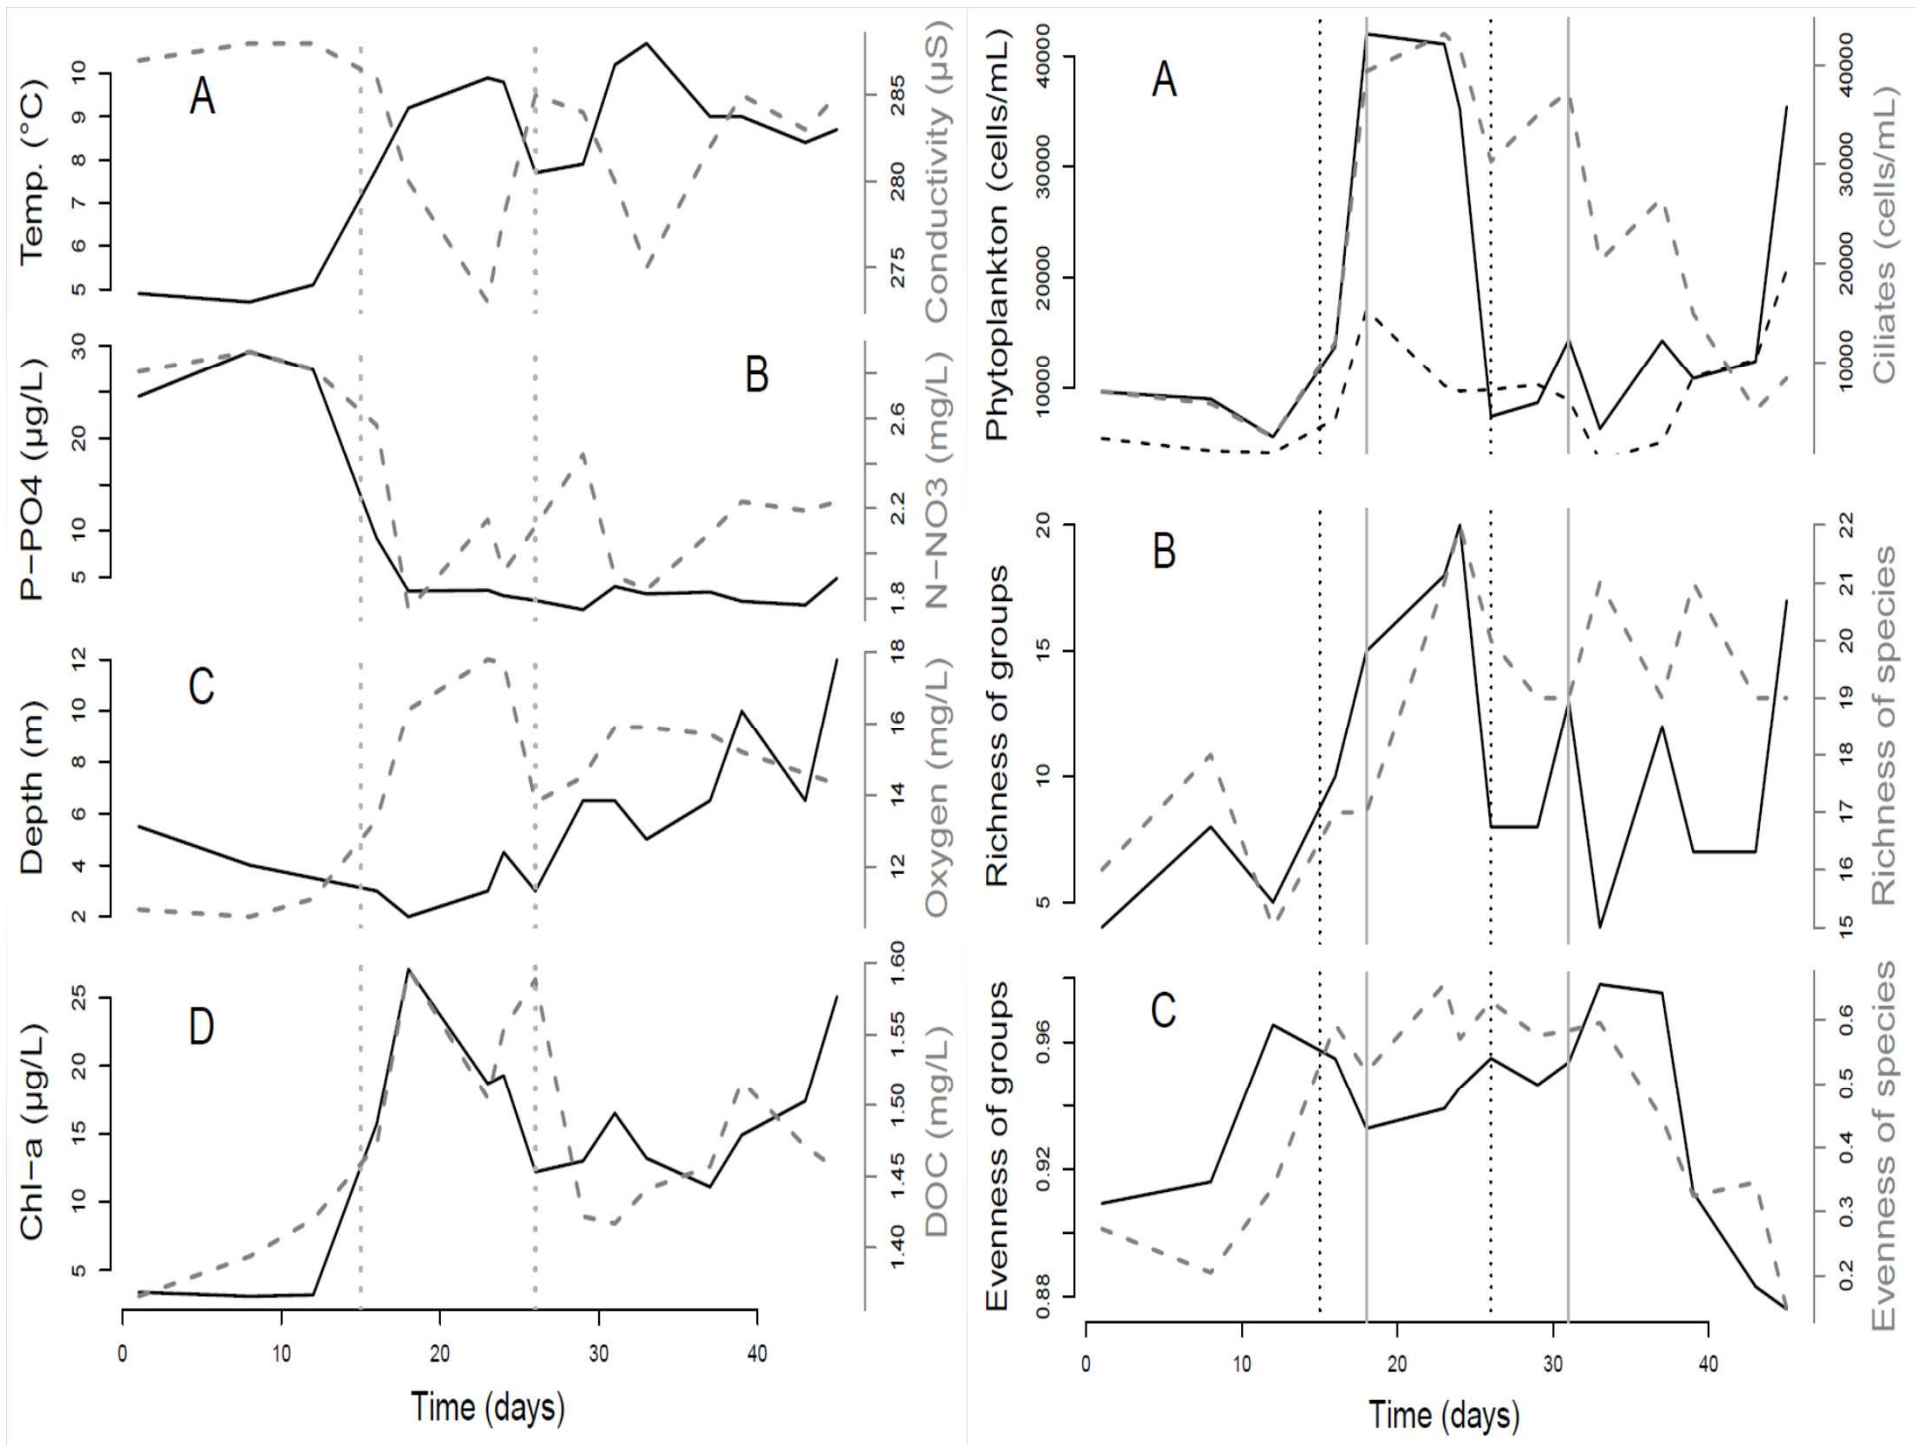 A
Temp. (°C)
5 6 7 8 9 10
Conductivity (µS)
275 280 285
B
P−PO4 (µg/L)
5 10 20 30
N−NO3 (mg/L)
1.8 2.2 2.6
C
Depth (m)
2 4 6 8 10 12
Oxygen (mg/L)
12 14 16 18
D
Chl−a (µg/L)
5 10 15 20 25
DOC (mg/L)
1.40 1.45 1.50 1.55 1.60
0 10 20 30 40
Time (days)
A
Phytoplankton (cells/mL)
10000 20000 30000 40000
Ciliates (cells/mL)
10000 20000 30000 40000
B
Richness of groups
5 10 15 20
Richness of species
15 16 17 18 19 20 21 22
C
Evenness of groups
0.88 0.92 0.96
Evenness of species
0.2 0.3 0.4 0.5 0.6
0 10 20 30 40
Time (days)